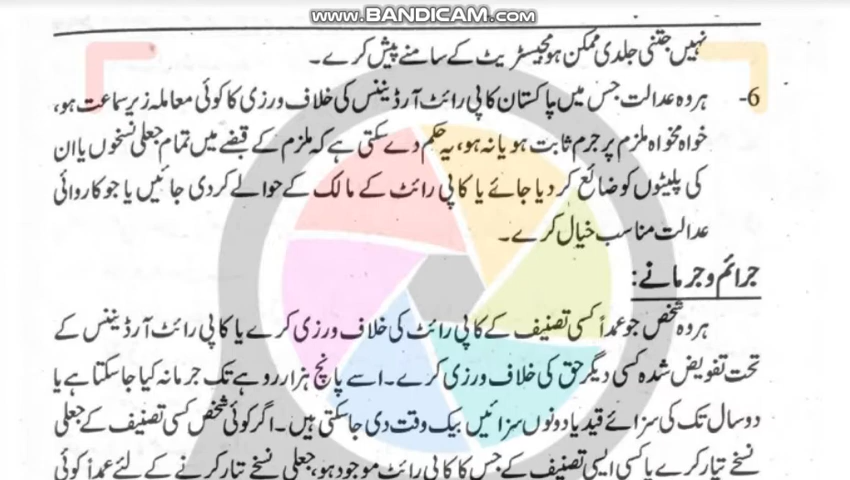 www.BANDICAM.com
نہیں جتنی جلدی ممکن ہو مجیسٹریٹ کے سامنے پیش کرے۔
6- ہر وہ عدالت جس میں پاکستان کاپی رائٹ آرڈیننس کی خلاف ورزی کا کوئی معاملہ زیر سماعت ہو،
خواہ مخواہ ملزم پر جرم ثابت ہو یا نہ ہو، یہ حکم دے سکتی ہے کہ ملزم کے قبضے میں تمام جعلی نسخوں یا ان
کی پلیٹوں کو ضائع کر دیا جائے یا کاپی رائٹ کے مالک کے حوالے کر دی جائیں یا جو کاروائی
عدالت مناسب خیال کرے۔
جرائم و جرمانے:
ہر وہ شخص جو عمداً کسی تصنیف کے کاپی رائٹ کی خلاف ورزی کرے یا کاپی رائٹ آرڈیننس کے
تحت تفویض شدہ کسی دیگر حق کی خلاف ورزی کرے۔ اسے پانچ ہزار روپے تک جرمانہ کیا جا سکتا ہے یا
دو سال تک کی سزائے قید یا دونوں سزائیں بیک وقت دی جا سکتی ہیں۔ اگر کوئی شخص کسی تصنیف کے جعلی
نسخے تیار کرے یا کسی ایسی تصنیف کے جس کا کاپی رائٹ موجود ہو، جعلی نسخے تیار کرنے کے لئے عمداً کوئی